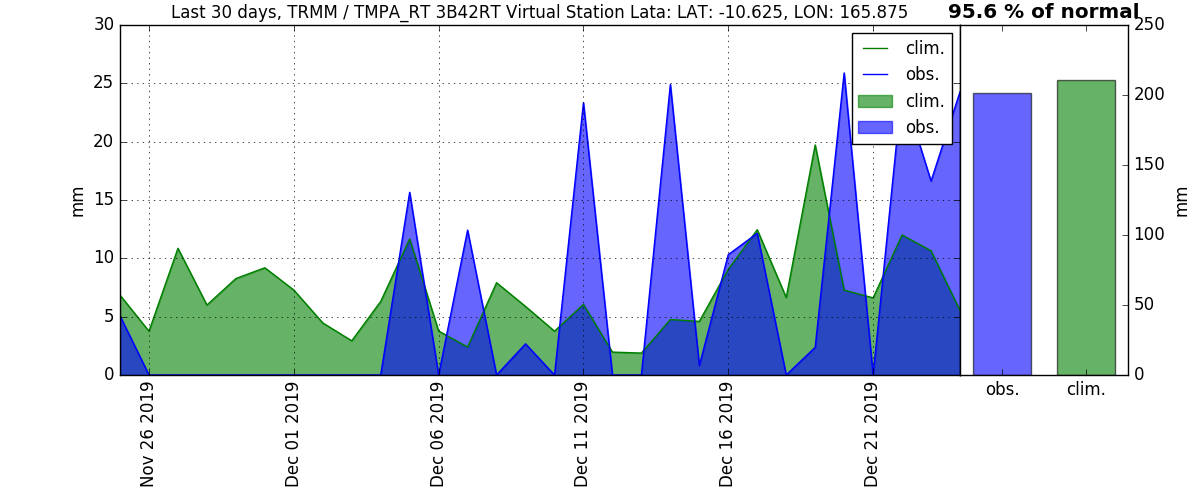 Last 30 days, TRMM / TMPA_RT 3B42RT Virtual Station Lata: LAT: -10.625, LON: 165.875
95.6 % of normal
30
25
20
15
10
5
0
mm
clim.
obs.
clim.
obs.
250
200
150
100
50
0
mm
obs.
clim.
Nov 26 2019
Dec 01 2019
Dec 06 2019
Dec 11 2019
Dec 16 2019
Dec 21 2019